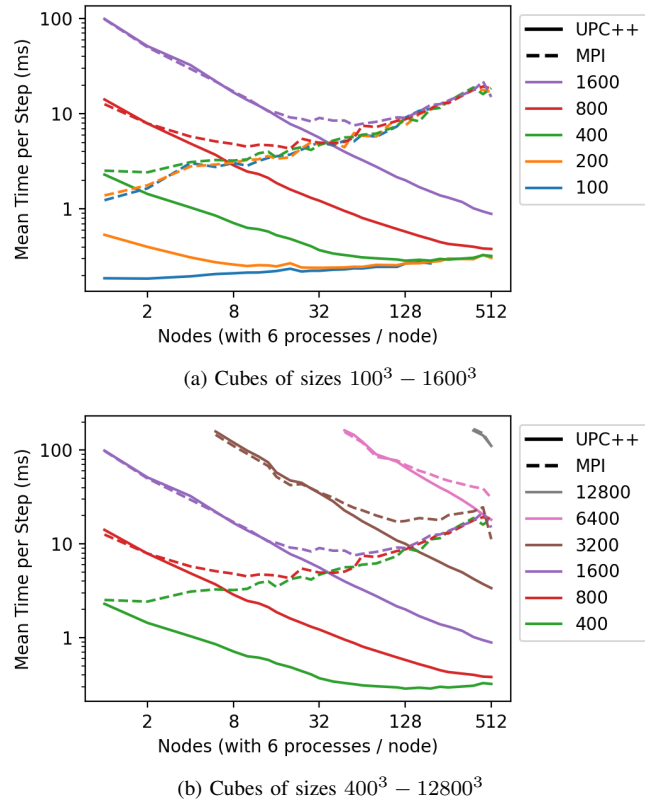 100
10
1
Mean Time per Step (ms)
2 8 32 128 512
Nodes (with 6 processes / node)
UPC++
MPI
1600
800
400
200
100
(a) Cubes of sizes 100³ − 1600³
100
10
1
Mean Time per Step (ms)
2 8 32 128 512
Nodes (with 6 processes / node)
UPC++
MPI
12800
6400
3200
1600
800
400
(b) Cubes of sizes 400³ − 12800³